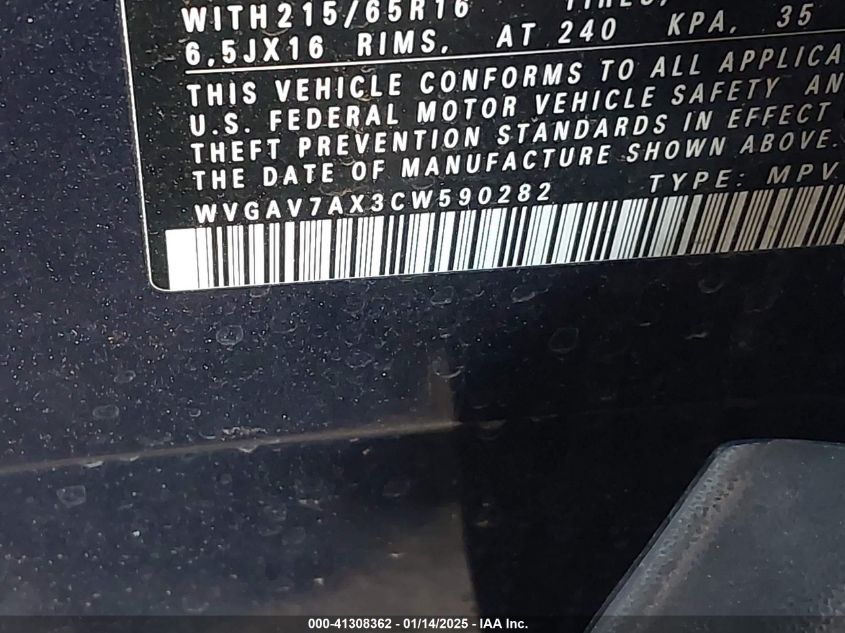 WITH215/65R16 TIRES,
6.5JX16 RIMS, AT 240 KPA, 35
THIS VEHICLE CONFORMS TO ALL APPLICA
U.S. FEDERAL MOTOR VEHICLE SAFETY AN
THEFT PREVENTION STANDARDS IN EFFECT
THE DATE OF MANUFACTURE SHOWN ABOVE.
WVGAV7AX3CW590282 TYPE: MPV
000-41308362 - 01/14/2025 - IAA Inc.